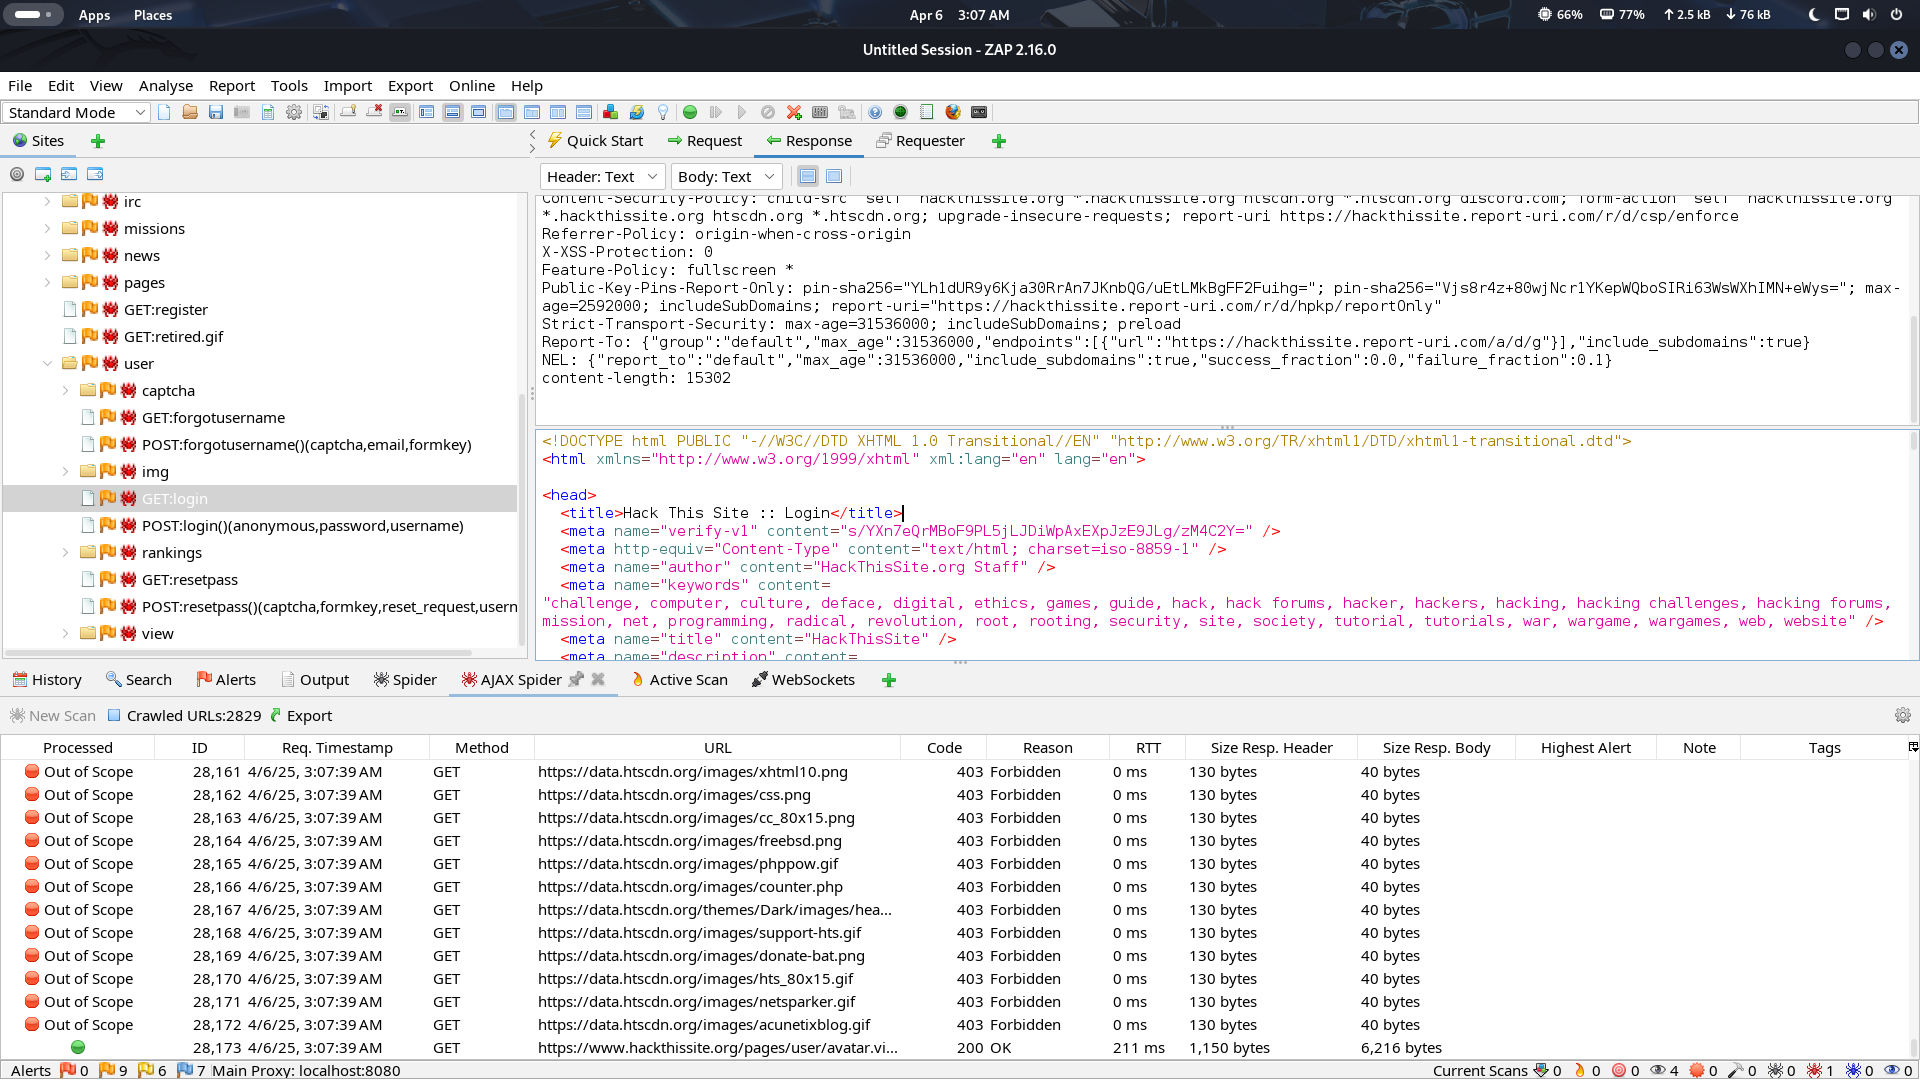 Apps Places Apr 6 3:07 AM 66% 77% 2.5 kB 76 kB
Untitled Session - ZAP 2.16.0
File Edit View Analyse Report Tools Import Export Online Help
Standard Mode
Sites Quick Start Request Response Requester
Header: Text Body: Text
irc
missions
news
pages
GET:register
GET:retired.gif
user
captcha
GET:forgotusername
POST:forgotusername()(captcha,email,formkey)
img
GET:login
POST:login()(anonymous,password,username)
rankings
GET:resetpass
POST:resetpass()(captcha,formkey,reset_request,usern
view
Content-Security-Policy: child-src 'self' hackthissite.org *.hackthissite.org htscdn.org *.htscdn.org discord.com; form-action 'self' hackthissite.org
*.hackthissite.org htscdn.org *.htscdn.org; upgrade-insecure-requests; report-uri https://hackthissite.report-uri.com/r/d/csp/enforce
Referrer-Policy: origin-when-cross-origin
X-XSS-Protection: 0
Feature-Policy: fullscreen *
Public-Key-Pins-Report-Only: pin-sha256="YLh1dUR9y6Kja30RrAn7JKnbQG/uEtLMkBgFF2Fuihg="; pin-sha256="Vjs8r4z+80wjNcr1YKepWQboSIRi63WsWXhIMN+eWys="; max-
age=2592000; includeSubDomains; report-uri="https://hackthissite.report-uri.com/r/d/hpkp/reportOnly"
Strict-Transport-Security: max-age=31536000; includeSubDomains; preload
Report-To: {"group":"default","max_age":31536000,"endpoints":[{"url":"https://hackthissite.report-uri.com/a/d/g"}],"include_subdomains":true}
NEL: {"report_to":"default","max_age":31536000,"include_subdomains":true,"success_fraction":0.0,"failure_fraction":0.1}
content-length: 15302
<!DOCTYPE html PUBLIC "-//W3C//DTD XHTML 1.0 Transitional//EN" "http://www.w3.org/TR/xhtml1/DTD/xhtml1-transitional.dtd">
<html xmlns="http://www.w3.org/1999/xhtml" xml:lang="en" lang="en">
<head>
<title>Hack This Site :: Login</title>
<meta name="verify-v1" content="s/YXn7eQrMBoF9PL5jLJDiWpAxEXpJzE9JLg/zM4C2Y=" />
<meta http-equiv="Content-Type" content="text/html; charset=iso-8859-1" />
<meta name="author" content="HackThisSite.org Staff" />
<meta name="keywords" content=
"challenge, computer, culture, deface, digital, ethics, games, guide, hack, hack forums, hacker, hackers, hacking, hacking challenges, hacking forums,
mission, net, programming, radical, revolution, root, rooting, security, site, society, tutorial, tutorials, war, wargame, wargames, web, website" />
<meta name="title" content="HackThisSite" />
<meta name="description" content=
History Search Alerts Output Spider AJAX Spider Active Scan WebSockets
New Scan Crawled URLs:2829 Export
Processed ID Req. Timestamp Method URL Code Reason RTT Size Resp. Header Size Resp. Body Highest Alert Note Tags
Out of Scope 28,161 4/6/25, 3:07:39 AM GET https://data.htscdn.org/images/xhtml10.png 403 Forbidden 0 ms 130 bytes 40 bytes
Out of Scope 28,162 4/6/25, 3:07:39 AM GET https://data.htscdn.org/images/css.png 403 Forbidden 0 ms 130 bytes 40 bytes
Out of Scope 28,163 4/6/25, 3:07:39 AM GET https://data.htscdn.org/images/cc_80x15.png 403 Forbidden 0 ms 130 bytes 40 bytes
Out of Scope 28,164 4/6/25, 3:07:39 AM GET https://data.htscdn.org/images/freebsd.png 403 Forbidden 0 ms 130 bytes 40 bytes
Out of Scope 28,165 4/6/25, 3:07:39 AM GET https://data.htscdn.org/images/phppow.gif 403 Forbidden 0 ms 130 bytes 40 bytes
Out of Scope 28,166 4/6/25, 3:07:39 AM GET https://data.htscdn.org/images/counter.php 403 Forbidden 0 ms 130 bytes 40 bytes
Out of Scope 28,167 4/6/25, 3:07:39 AM GET https://data.htscdn.org/themes/Dark/images/hea... 403 Forbidden 0 ms 130 bytes 40 bytes
Out of Scope 28,168 4/6/25, 3:07:39 AM GET https://data.htscdn.org/images/support-hts.gif 403 Forbidden 0 ms 130 bytes 40 bytes
Out of Scope 28,169 4/6/25, 3:07:39 AM GET https://data.htscdn.org/images/donate-bat.png 403 Forbidden 0 ms 130 bytes 40 bytes
Out of Scope 28,170 4/6/25, 3:07:39 AM GET https://data.htscdn.org/images/hts_80x15.gif 403 Forbidden 0 ms 130 bytes 40 bytes
Out of Scope 28,171 4/6/25, 3:07:39 AM GET https://data.htscdn.org/images/netsparker.gif 403 Forbidden 0 ms 130 bytes 40 bytes
Out of Scope 28,172 4/6/25, 3:07:39 AM GET https://data.htscdn.org/images/acunetixblog.gif 403 Forbidden 0 ms 130 bytes 40 bytes
28,173 4/6/25, 3:07:39 AM GET https://www.hackthissite.org/pages/user/avatar.vi... 200 OK 211 ms 1,150 bytes 6,216 bytes
Alerts 0 9 6 7 Main Proxy: localhost:8080 Current Scans 0 0 0 4 0 0 0 1 0 0